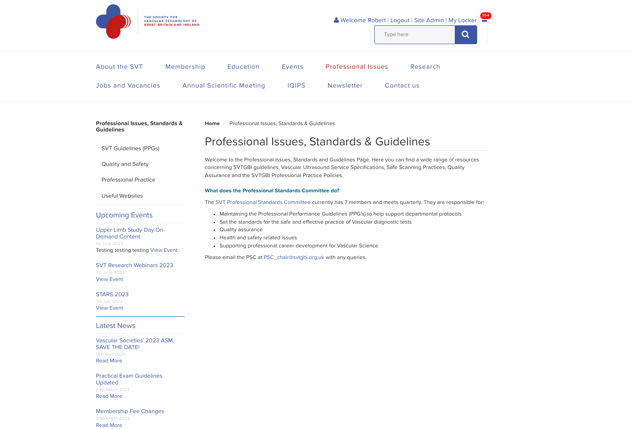 THE SOCIETY FOR
VASCULAR TECHNOLOGY OF
GREAT BRITAIN AND IRELAND
Welcome Robert | Logout | Site Admin | My Locker
Type here
About the SVT Membership Education Events Professional Issues Research
Jobs and Vacancies Annual Scientific Meeting IQIPS Newsletter Contact us
Professional Issues, Standards &
Guidelines
SVT Guidelines (PPGs)
Quality and Safety
Professional Practice
Useful Websites
Upcoming Events
Upper Limb Study Day On-
Demand Content
Testing testing testing View Event
SVT Research Webinars 2023
View Event
STARS 2023
View Event
Latest News
Vascular Societies' 2023 ASM.
SAVE THE DATE!
Read More
Practical Exam Guidelines
Updated
Read More
Membership Fee Changes
Read More
Home / Professional Issues, Standards & Guidelines
Professional Issues, Standards & Guidelines
Welcome to the Professional Issues, Standards and Guidelines Page. Here you can find a wide range of resources
concerning SVTGBI guidelines, Vascular Ultrasound Service Specifications, Safe Scanning Practices, Quality
Assurance and the SVTGBI Professional Practice Policies.
What does the Professional Standards Committee do?
The SVT Professional Standards Committee currently has 7 members and meets quarterly. They are responsible for:
• Maintaining the Professional Performance Guidelines (PPG's) to help support departmental protocols
• Set the standards for the safe and effective practice of Vascular diagnostic tests
• Quality assurance
• Health and safety related issues
• Supporting professional career development for Vascular Science
Please email the PSC at PSC_chair@svtgbi.org.uk with any queries.